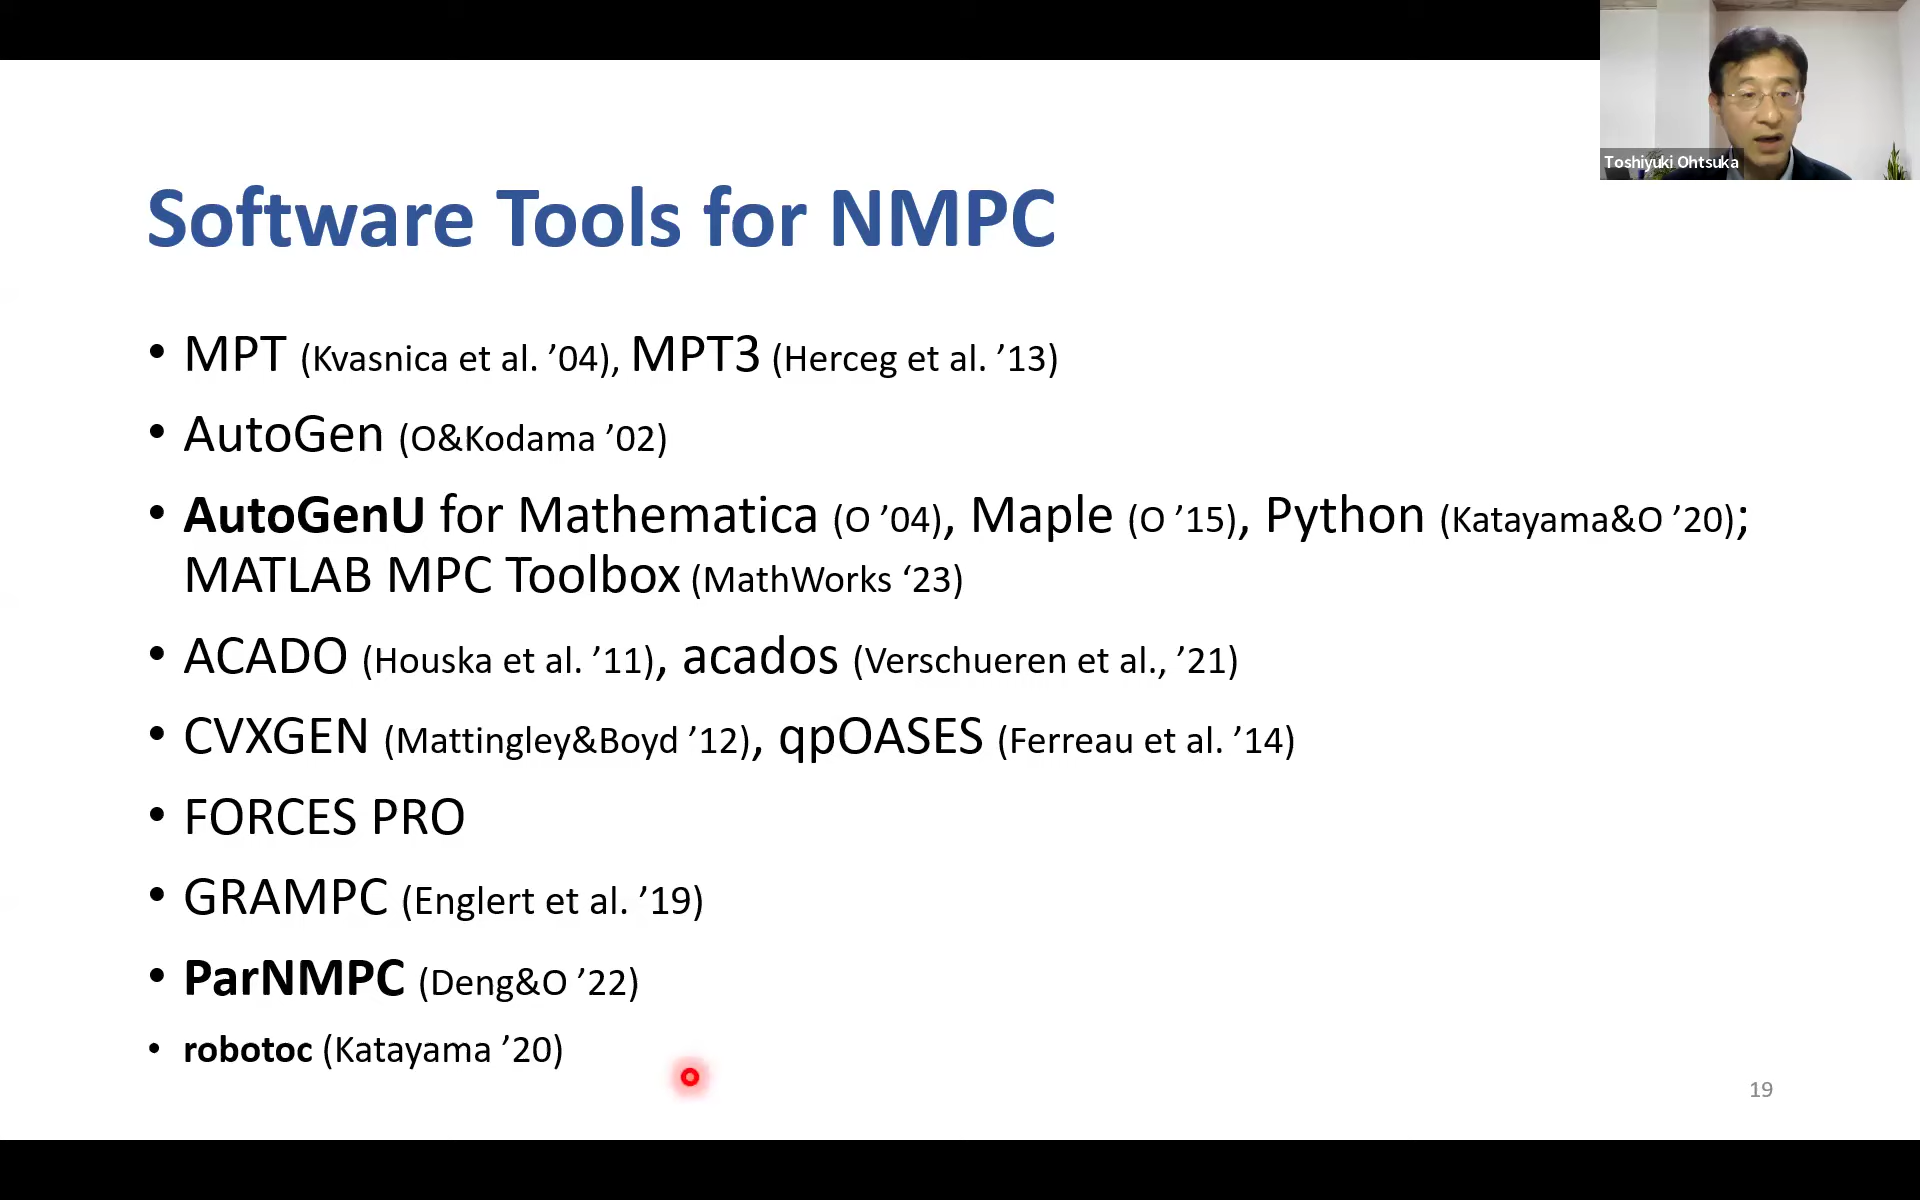 Toshiyuki Ohtsuka
Software Tools for NMPC
• MPT (Kvasnica et al. ’04), MPT3 (Herceg et al. ’13)
• AutoGen (O&Kodama ’02)
• AutoGenU for Mathematica (O ’04), Maple (O ’15), Python (Katayama&O ’20);
MATLAB MPC Toolbox (MathWorks ‘23)
• ACADO (Houska et al. ’11), acados (Verschueren et al., ’21)
• CVXGEN (Mattingley&Boyd ’12), qpOASES (Ferreau et al. ’14)
• FORCES PRO
• GRAMPC (Englert et al. ’19)
• ParNMPC (Deng&O ’22)
• robotoc (Katayama ’20)
19